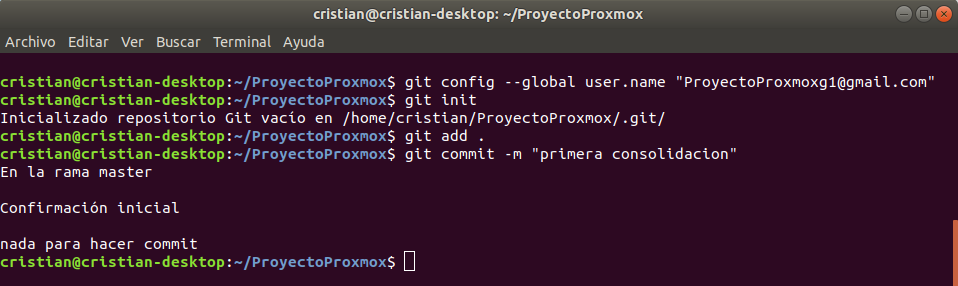 cristian@cristian-desktop: ~/ProyectoProxmox
Archivo Editar Ver Buscar Terminal Ayuda
cristian@cristian-desktop:~/ProyectoProxmox$ git config --global user.name "ProyectoProxmoxg1@gmail.com"
cristian@cristian-desktop:~/ProyectoProxmox$ git init
Inicializado repositorio Git vacío en /home/cristian/ProyectoProxmox/.git/
cristian@cristian-desktop:~/ProyectoProxmox$ git add .
cristian@cristian-desktop:~/ProyectoProxmox$ git commit -m "primera consolidacion"
En la rama master
Confirmación inicial
nada para hacer commit
cristian@cristian-desktop:~/ProyectoProxmox$